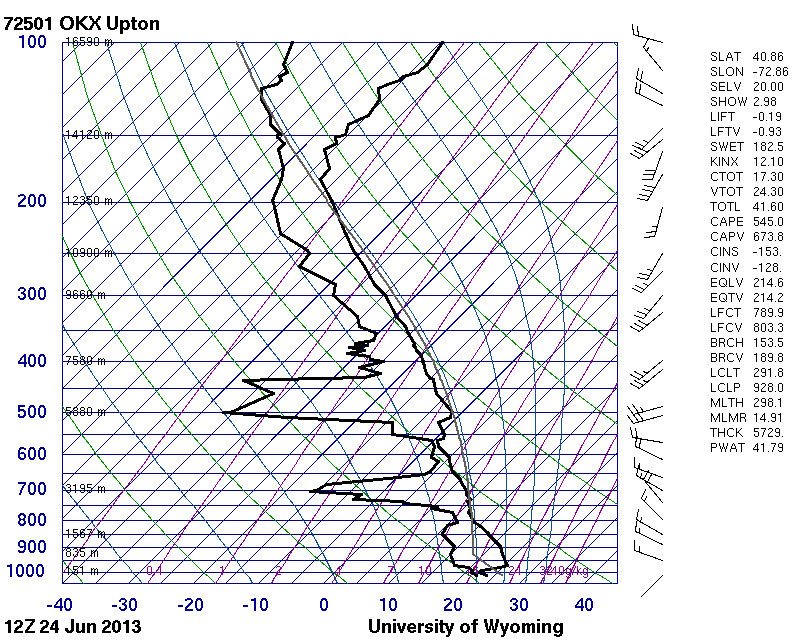 72501 OKX Upton
100 16590 m
14120 m
200 12350 m
10900 m
300 9660 m
400 7580 m
500 5880 m
600
700 3195 m
800
1567 m
900
835 m
1000 151 m 0.4 1 2 4 7 10 24 32 40g/kg
-40 -30 -20 -10 0 10 20 30 40
12Z 24 Jun 2013 University of Wyoming
SLAT 40.86
SLON -72.86
SELV 20.00
SHOW 2.98
LIFT -0.19
LFTV -0.93
SWET 182.5
KINX 12.10
CTOT 17.30
VTOT 24.30
TOTL 41.60
CAPE 545.0
CAPV 673.8
CINS -153.
CINV -128.
EQLV 214.6
EQTV 214.2
LFCT 789.9
LFCV 803.3
BRCH 153.5
BRCV 189.8
LCLT 291.8
LCLP 928.0
MLTH 298.1
MLMR 14.91
THCK 5729.
PWAT 41.79